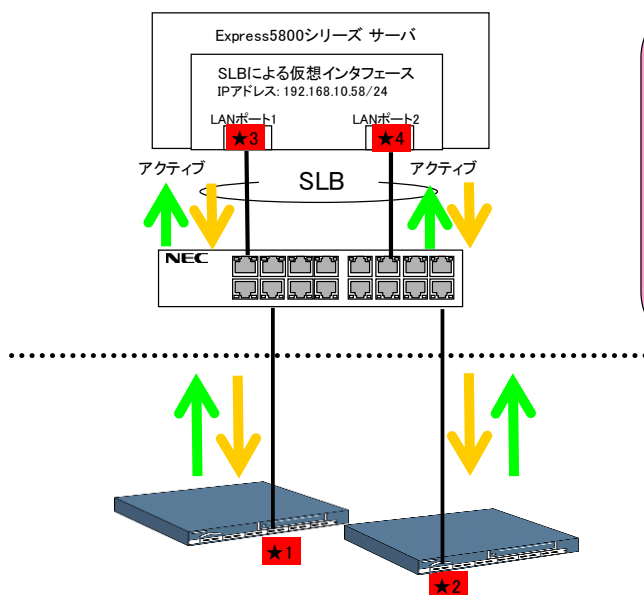 Express5800シリーズ サーバ
SLBによる仮想インタフェース
IPアドレス: 192.168.10.58/24
LANポート1
LANポート2
★3
★4
アクティブ
アクティブ
SLB
NEC
★1
★2